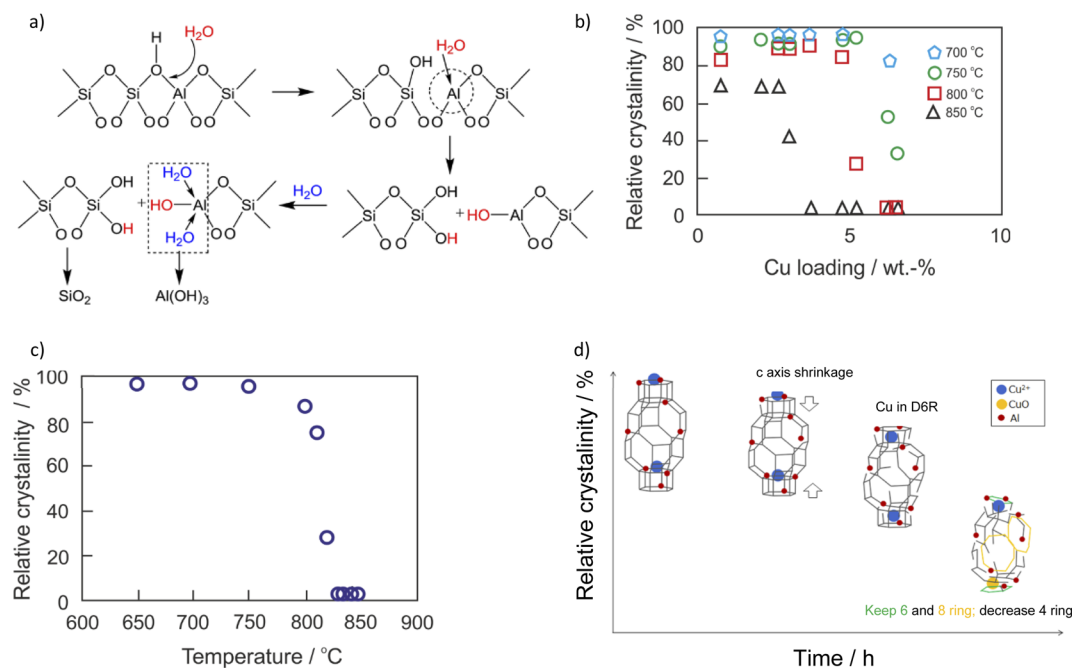 a)
H
H₂O
O
O
O
Si
Si
Al
Si
O O
O O
O O
OH
H₂O
O
O
Si
Si
Al
Si
O O
O O
O O
O
OH
Si
Si
OH
O O
+
H₂O
HO
Al
O
Si
H₂O
O O
H₂O
O
OH
Si
Si
OH
O O
+
HO
Al
O
Si
O O
SiO₂
Al(OH)₃
b)
Relative crystalinity / %
100
80
60
40
20
0
0
5
10
Cu loading / wt.-%
700 °C
750 °C
800 °C
850 °C
c)
Relative crystalinity / %
100
80
60
40
20
0
600
650
700
750
800
850
900
Temperature / °C
d)
Relative crystalinity / %
c axis shrinkage
Cu in D6R
Cu²⁺
CuO
Al
Keep 6 and 8 ring; decrease 4 ring
Time / h